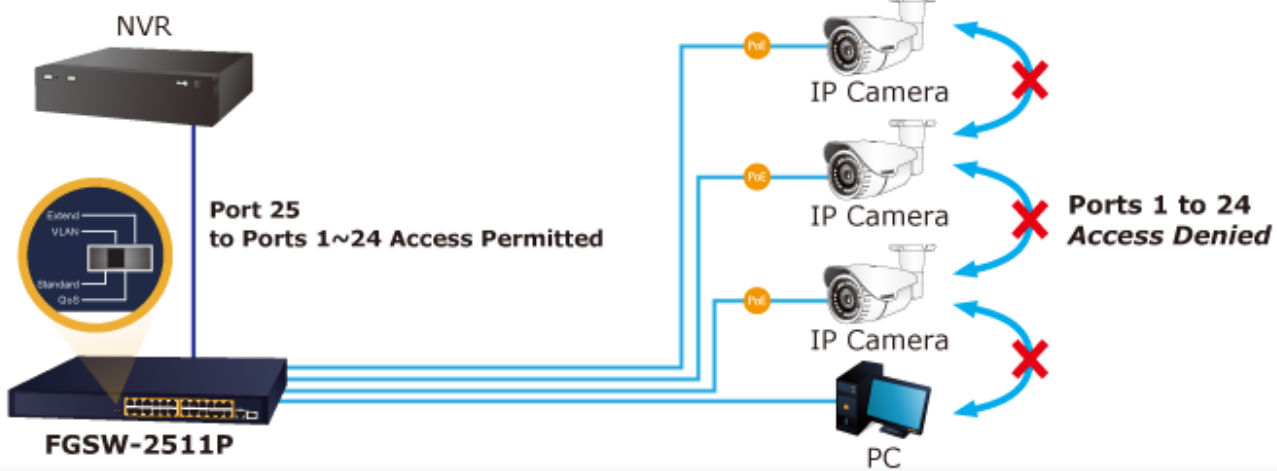 NVR
Extend
VLAN
Standard
QoS
Port 25
to Ports 1~24 Access Permitted
FGSW-2511P
PoE
IP Camera
PoE
IP Camera
PoE
IP Camera
PC
Ports 1 to 24
Access Denied